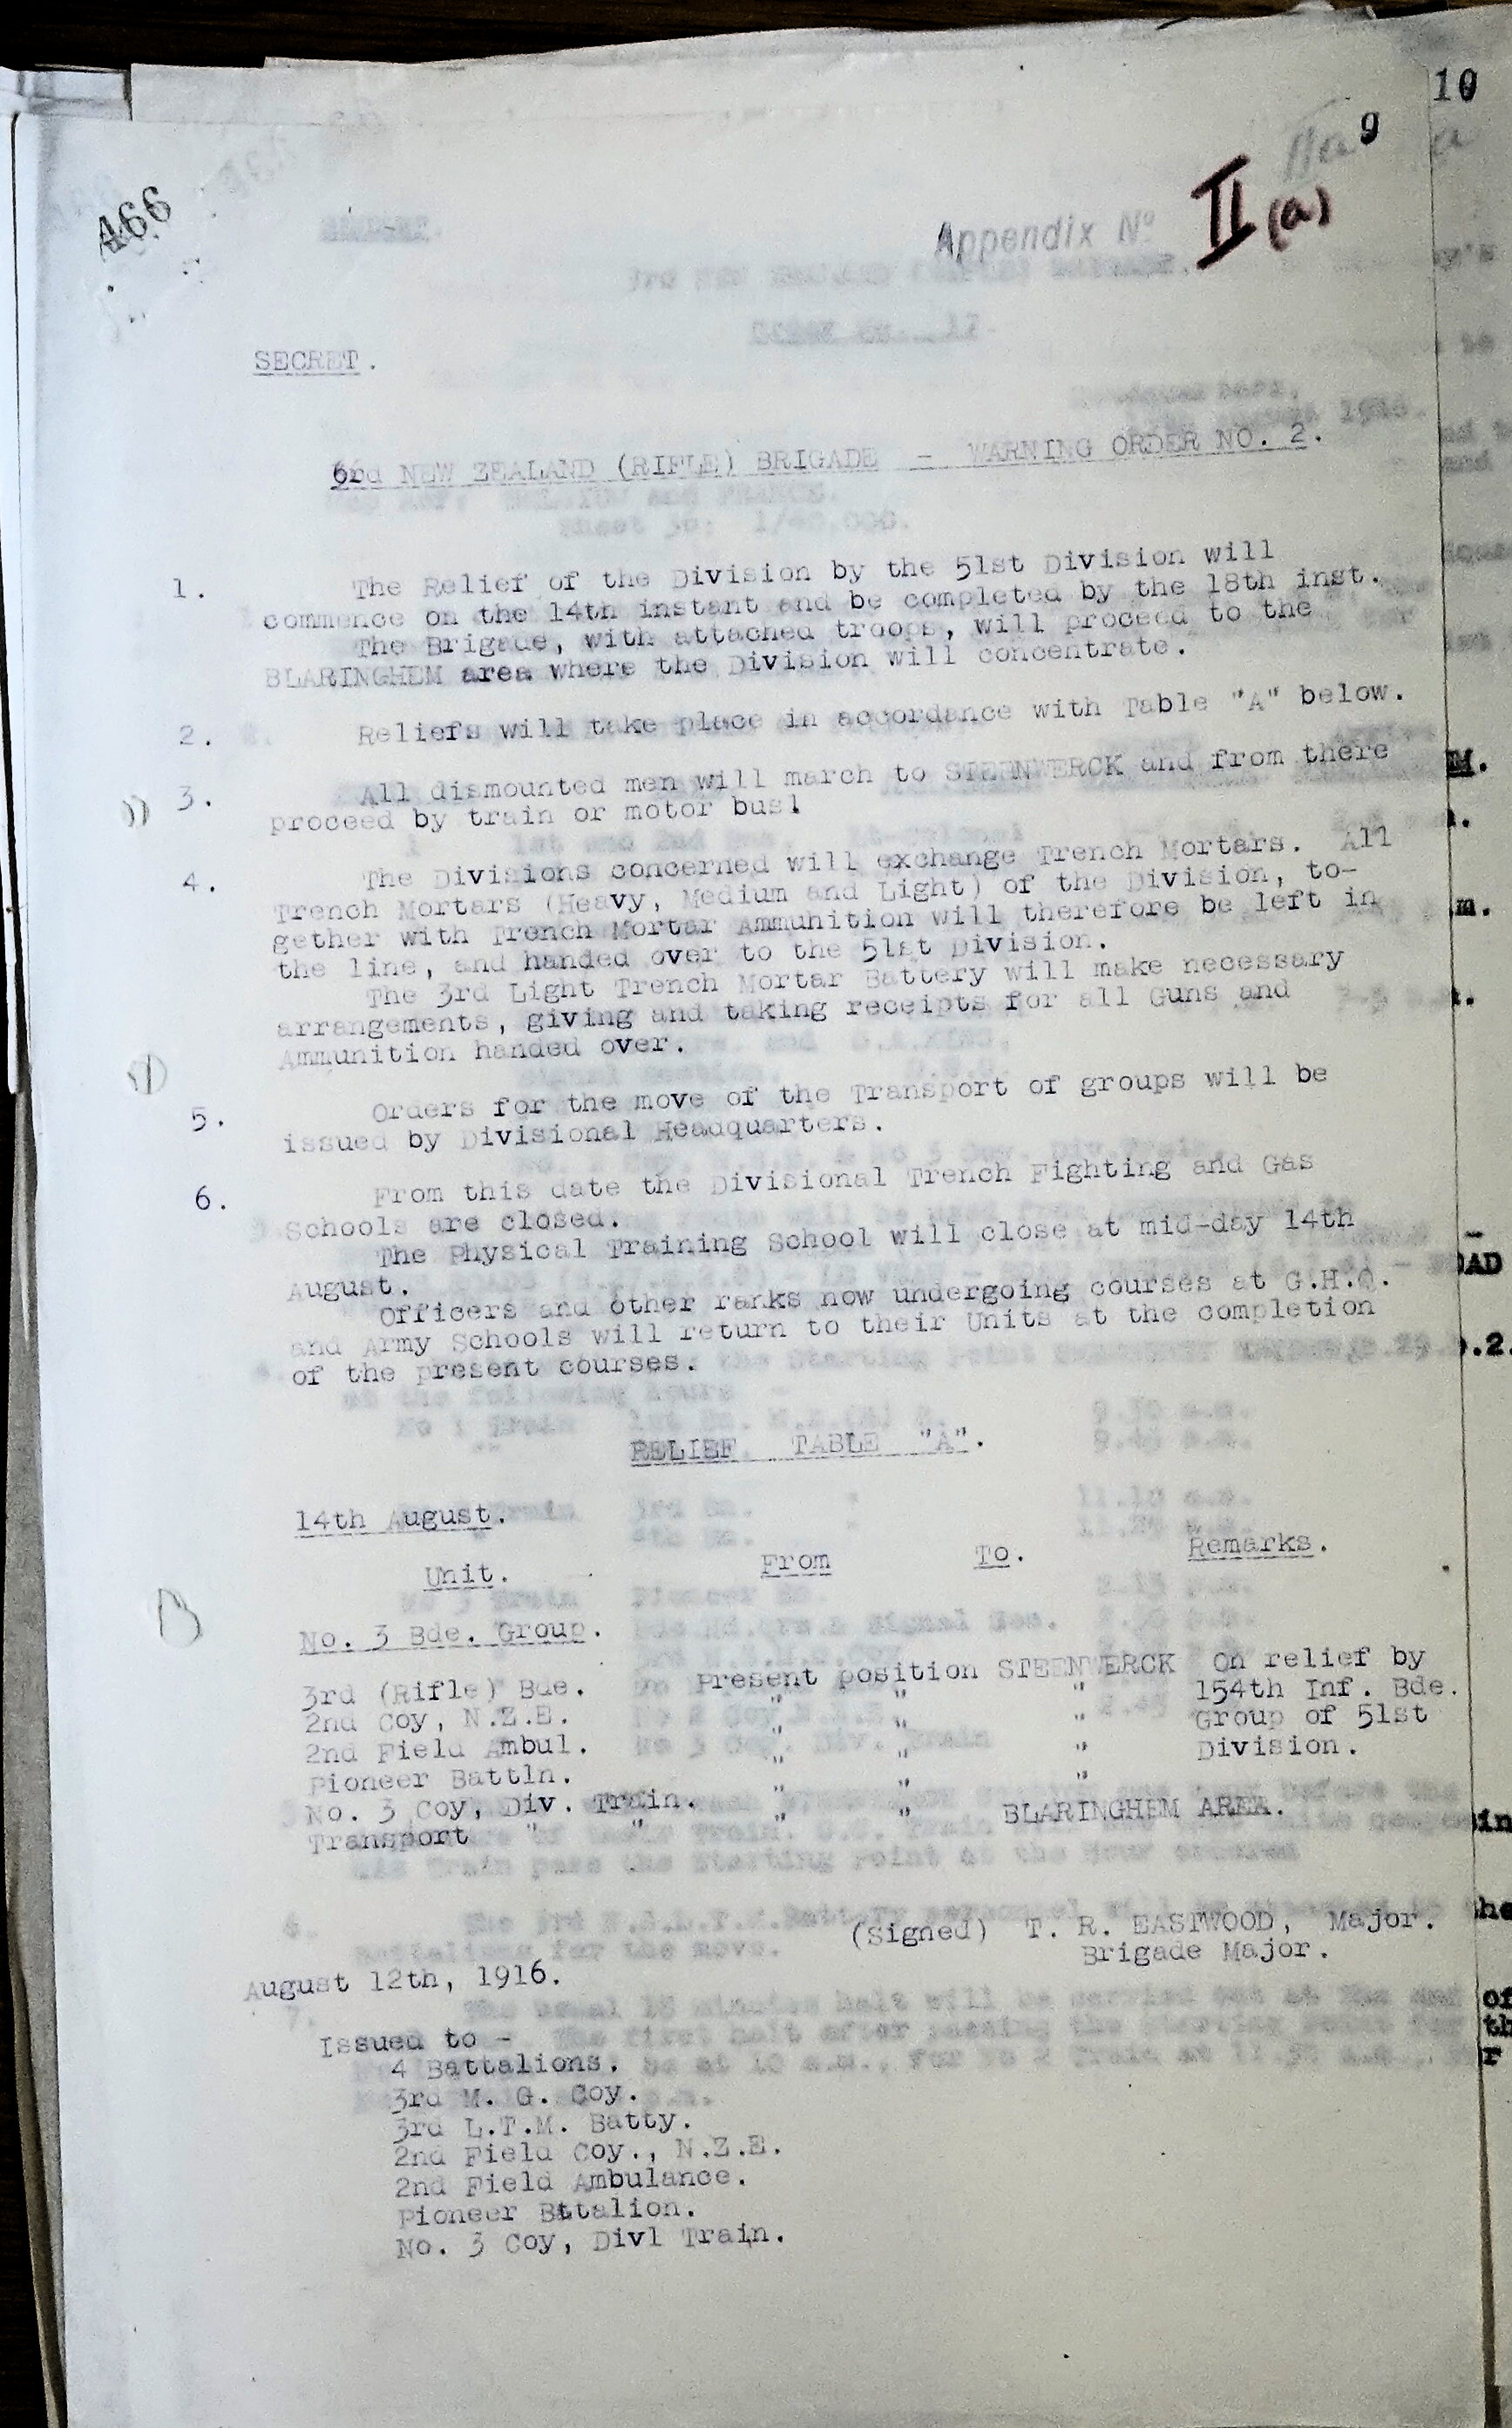 10
9
466
Appendix Nº II (a)
SECRET.
6rd NEW ZEALAND (RIFLE) BRIGADE - WARNING ORDER NO. 2.
1. The Relief of the Division by the 51st Division will
commence on the 14th instant and be completed by the 18th inst.
The Brigade, with attached troops, will proceed to the
BLARINGHEM area where the Division will concentrate.
2. Reliefs will take place in accordance with Table "A" below.
3. All dismounted men will march to STEENWERCK and from there
proceed by train or motor bus!
4. The Divisions concerned will exchange Trench Mortars. All
Trench Mortars (Heavy, Medium and Light) of the Division, to-
gether with Trench Mortar Ammunition will therefore be left in
the line, and handed over to the 51st Division.
The 3rd Light Trench Mortar Battery will make necessary
arrangements, giving and taking receipts for all Guns and
Ammunition handed over.
5. Orders for the move of the Transport of groups will be
issued by Divisional Headquarters.
6. From this date the Divisional Trench Fighting and Gas
Schools are closed.
The Physical Training School will close at mid-day 14th
August.
Officers and other ranks now undergoing courses at G.H.Q.
and Army Schools will return to their Units at the completion
of the present courses.
RELIEF TABLE "A".
14th August.
Unit. From To. Remarks.
No. 3 Bde. Group.
3rd (Rifle) Bde. Present position STEENWERCK On relief by
2nd Coy, N.Z.E. " " " 154th Inf. Bde.
2nd Field Ambul. " " " Group of 51st
Pioneer Battln. " " " Division.
No. 3 Coy, Div. Train. " " "
Transport " " " " BLARINGHEM AREA.
(Signed) T. R. EASTWOOD, Major.
Brigade Major.
August 12th, 1916.
Issued to -
4 Battalions.
3rd M. G. Coy.
3rd L.T.M. Batty.
2nd Field Coy., N.Z.E.
2nd Field Ambulance.
Pioneer Bttalion.
No. 3 Coy, Divl Train.